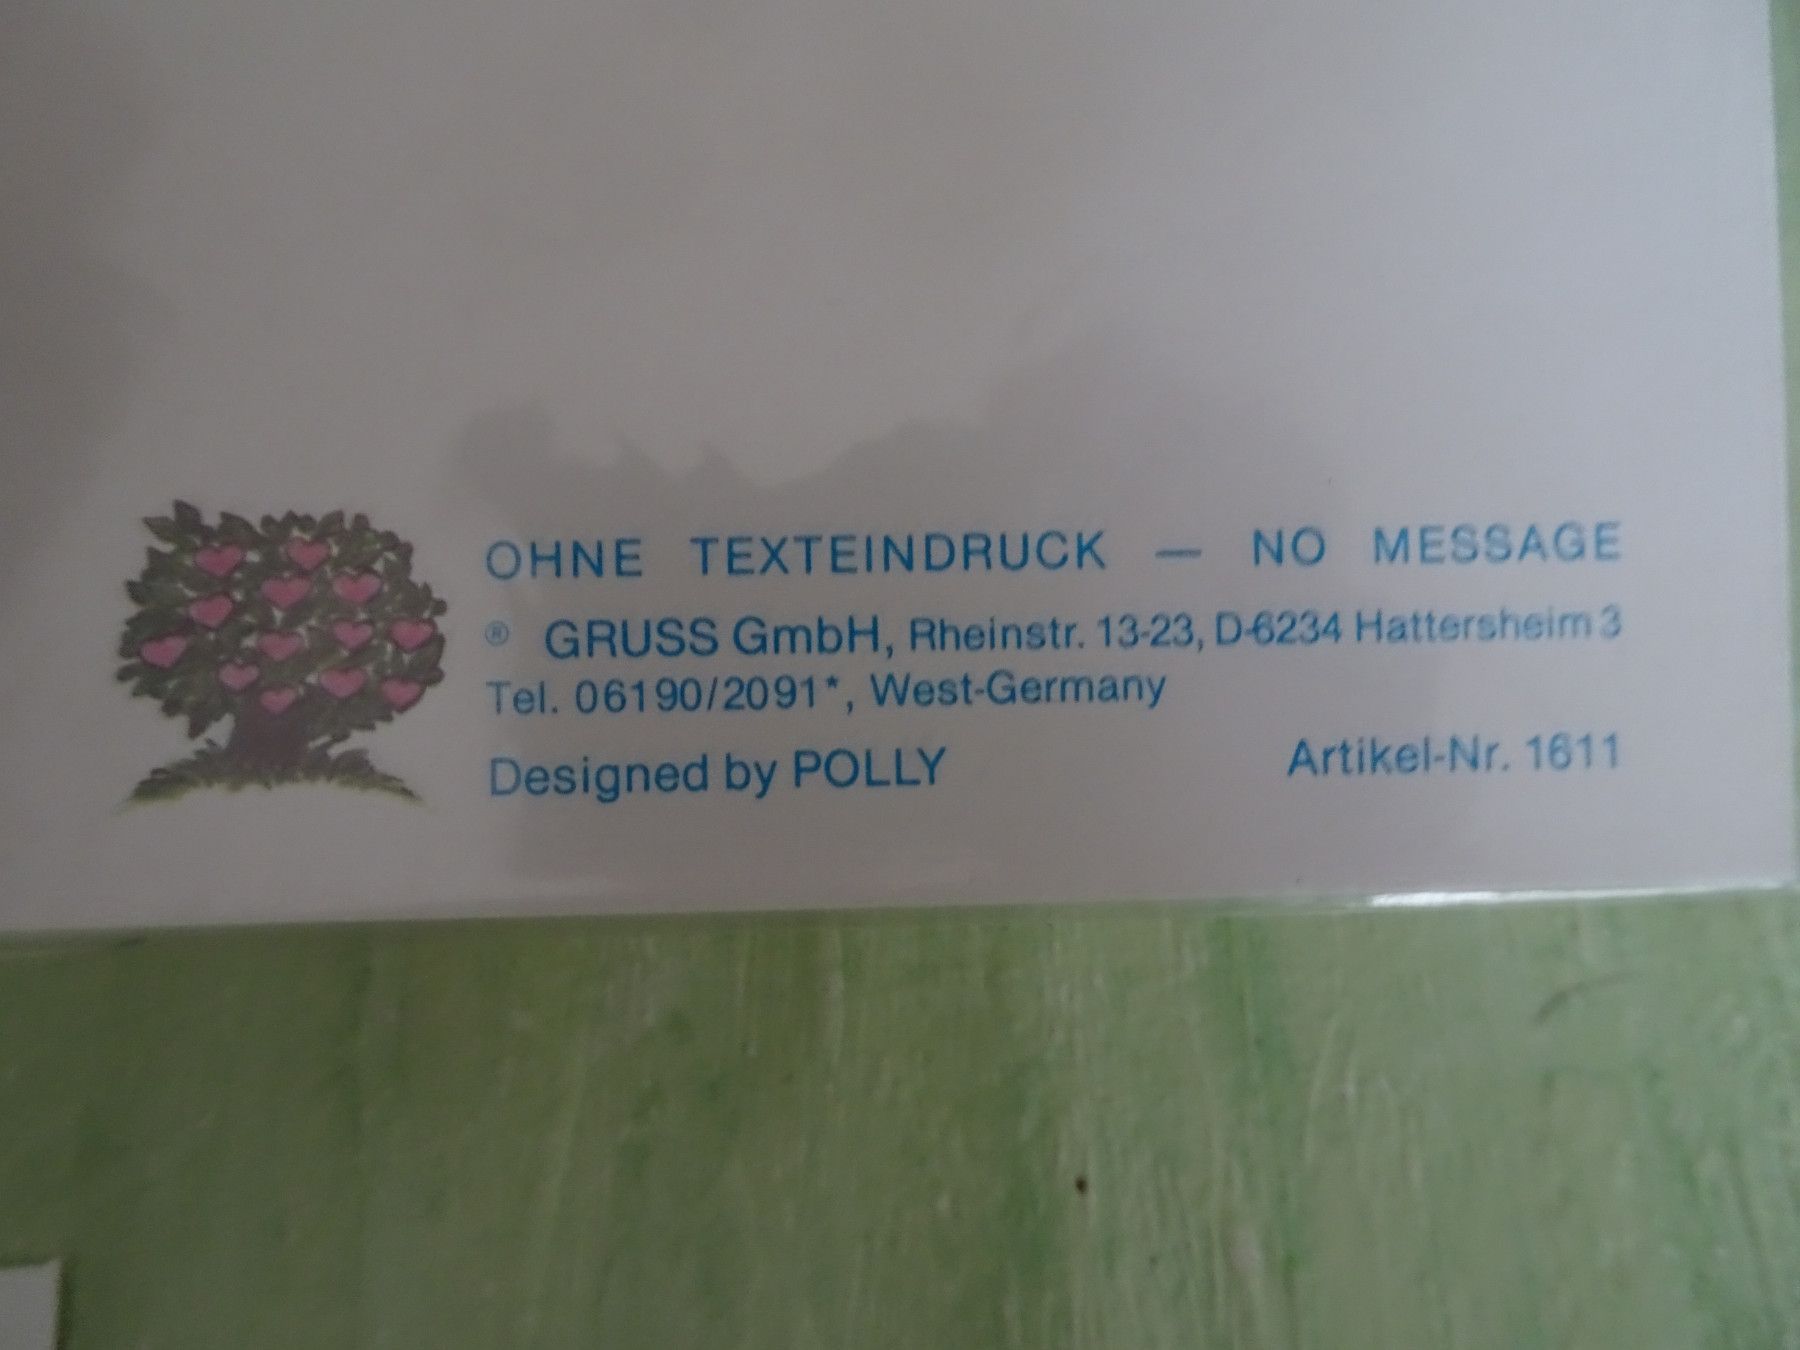 OHNE TEXTEINDRUCK — NO MESSAGE
® GRUSS GmbH, Rheinstr. 13-23, D-6234 Hattersheim 3
Tel. 06190/2091*, West-Germany
Designed by POLLY Artikel-Nr. 1611